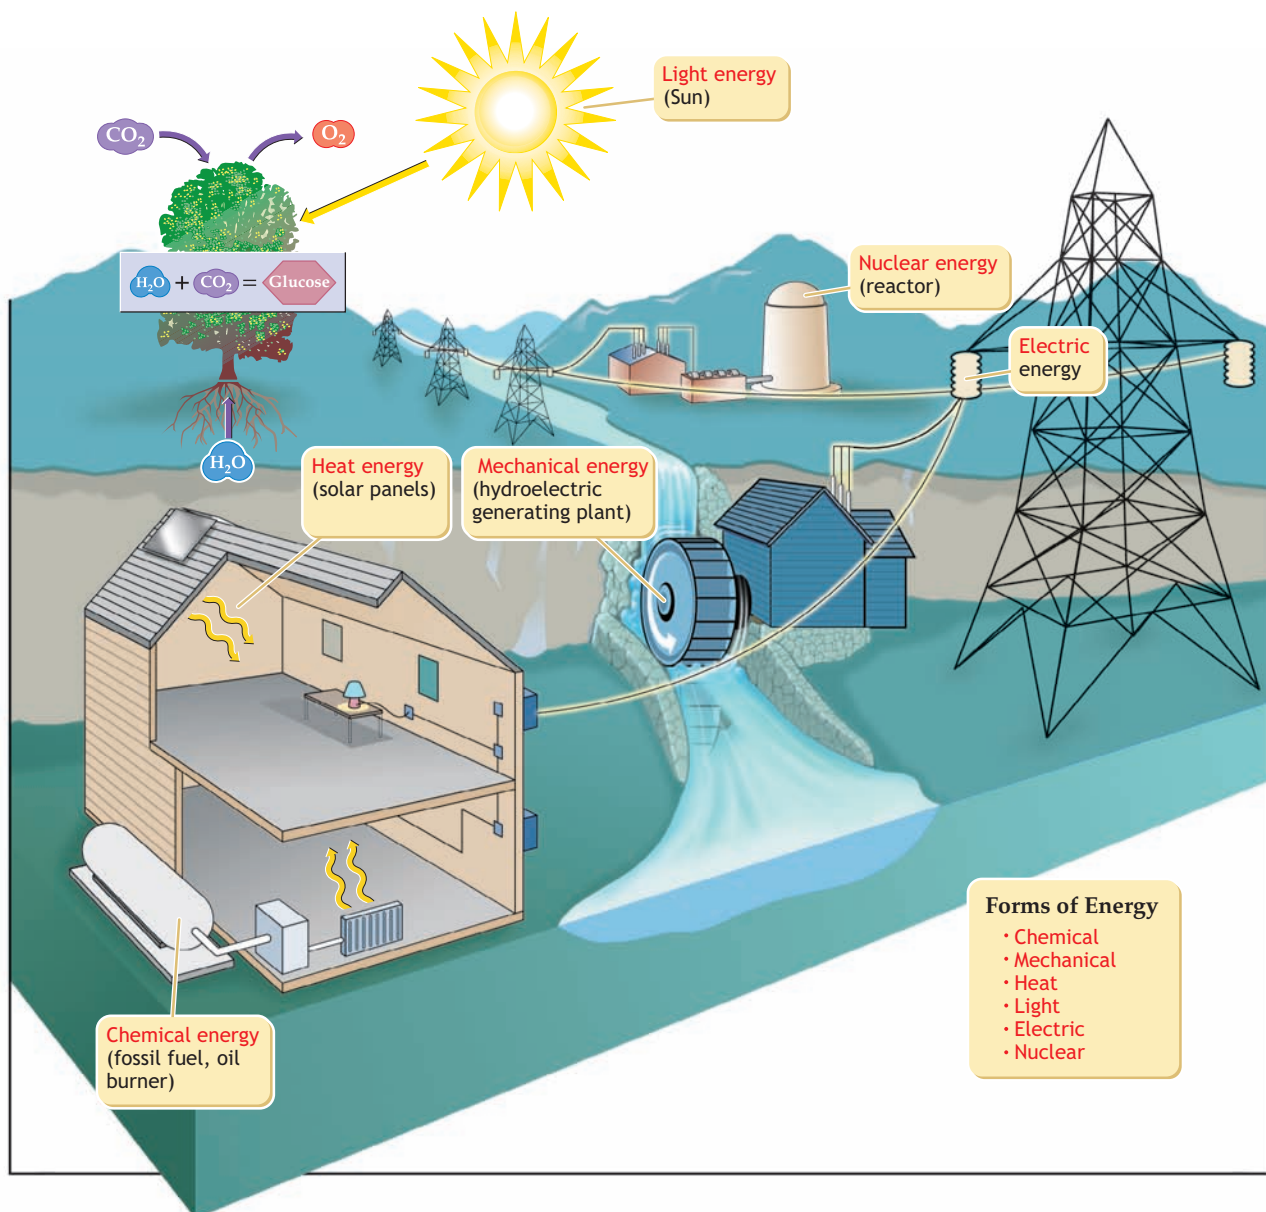 Light energy
(Sun)
CO₂
O₂
H₂O + CO₂ = Glucose
H₂O
Nuclear energy
(reactor)
Electric
energy
Heat energy
(solar panels)
Mechanical energy
(hydroelectric
generating plant)
Chemical energy
(fossil fuel, oil
burner)
Forms of Energy
· Chemical
· Mechanical
· Heat
· Light
· Electric
· Nuclear